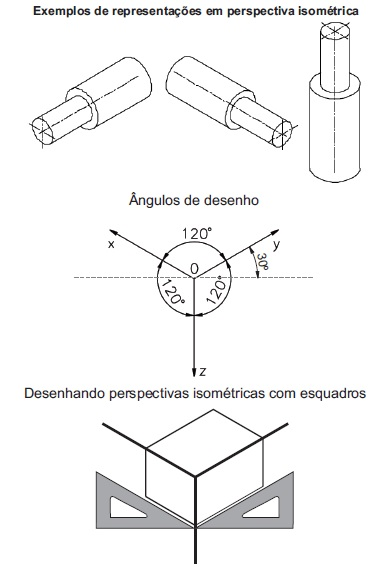 Exemplos de representações em perspectiva isométrica
Ângulos de desenho
120°
x
0
y
30°
120°
120°
z
Desenhando perspectivas isométricas com esquadros